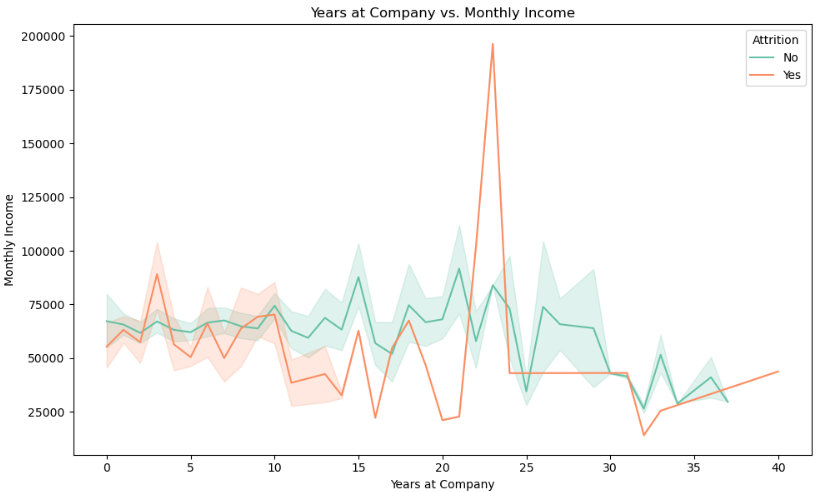 Years at Company vs. Monthly Income
Attrition
No
Yes
Monthly Income
200000
175000
150000
125000
100000
75000
50000
25000
0 5 10 15 20 25 30 35 40
Years at Company